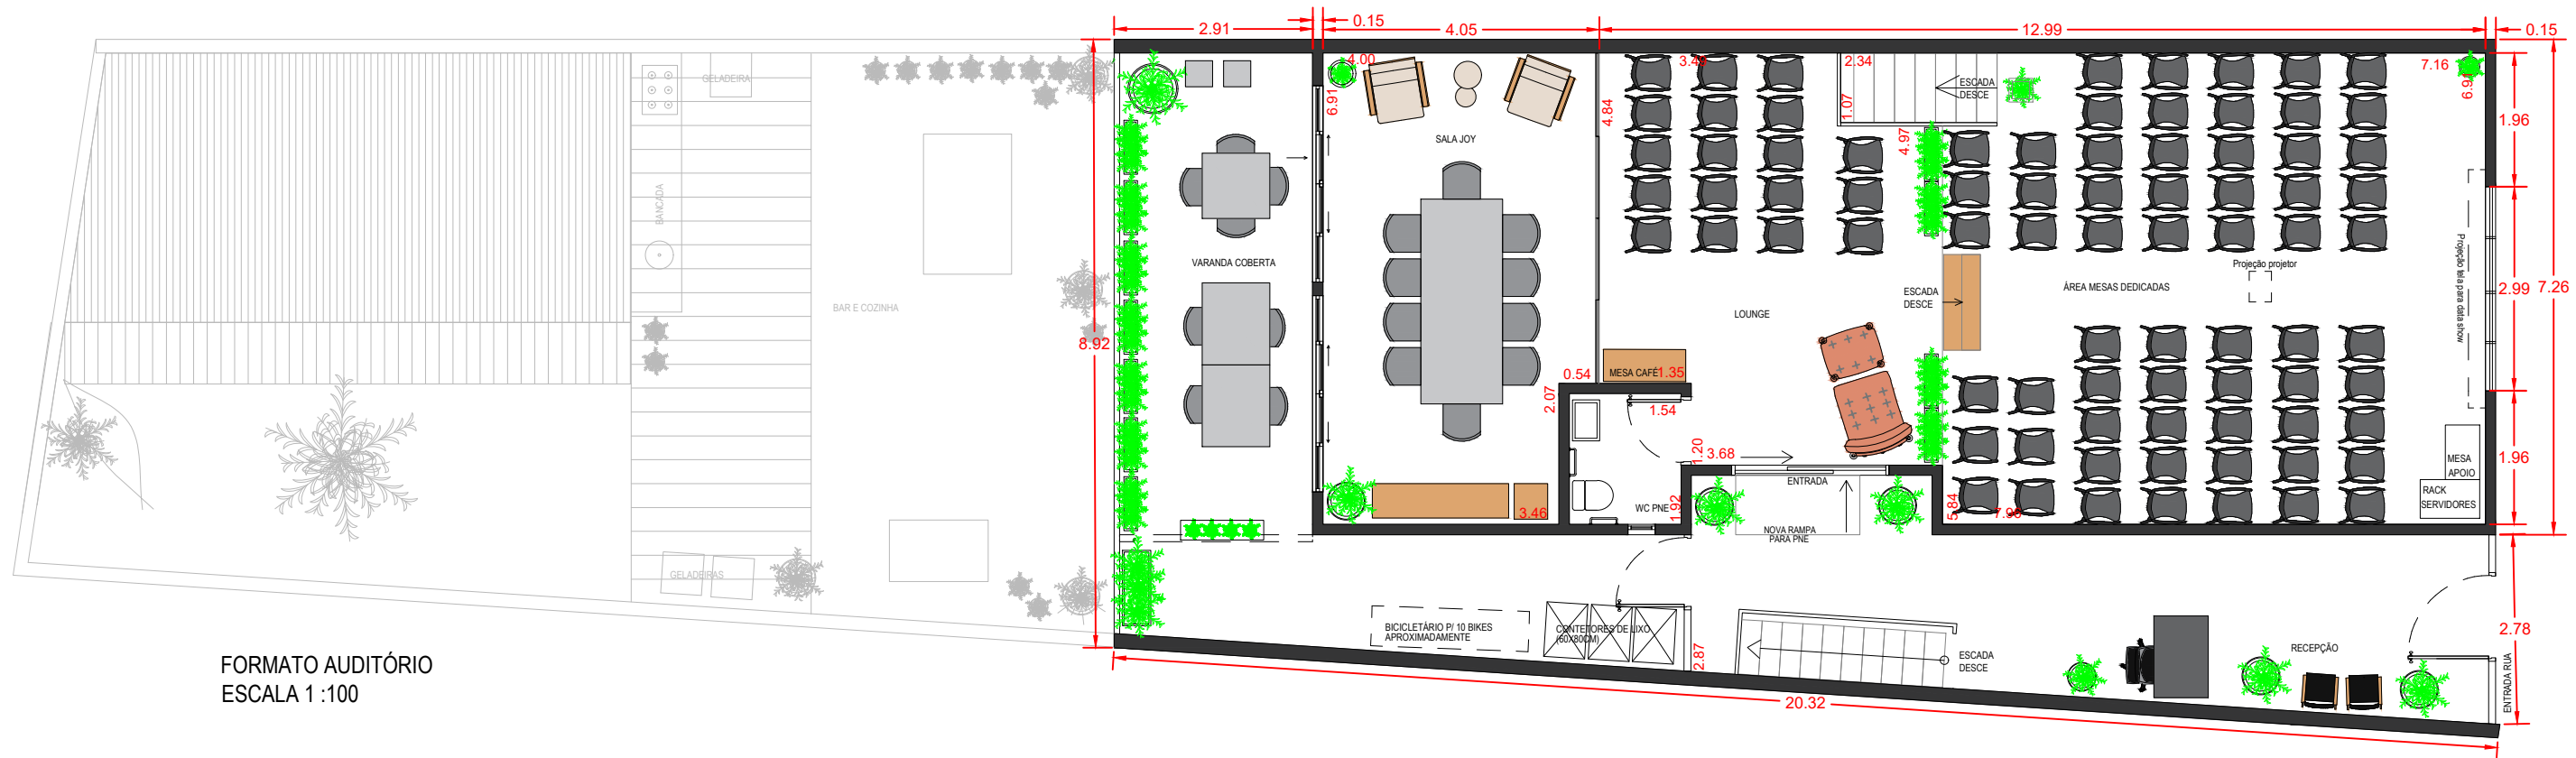 2.91
0.15
4.05
12.99
0.15
GELADEIRA
4.00
3.46
2.34
ESCADA
DESCE
7.16
6.91
6.91
4.84
1.07
1.96
SALA JOY
4.97
BANCADA
VARANDA COBERTA
Projeção projetor
Projeção tela para data show
ÁREA MESAS DEDICADAS
2.99
7.26
ESCADA
DESCE
BAR E COZINHA
LOUNGE
8.92
MESA CAFÉ
1.35
0.54
2.07
1.54
1.20
3.68
1.96
MESA
APOIO
ENTRADA
RACK
SERVIDORES
3.46
WC PNE
1.92
5.84
7.96
NOVA RAMPA
PARA PNE
GELADEIRAS
BICICLETÁRIO P/ 10 BIKES
APROXIMADAMENTE
CONTETORES DE LIXO
(60X80CM)
2.87
ESCADA
DESCE
RECEPÇÃO
2.78
ENTRADA RUA
FORMATO AUDITÓRIO
ESCALA 1 :100
20.32